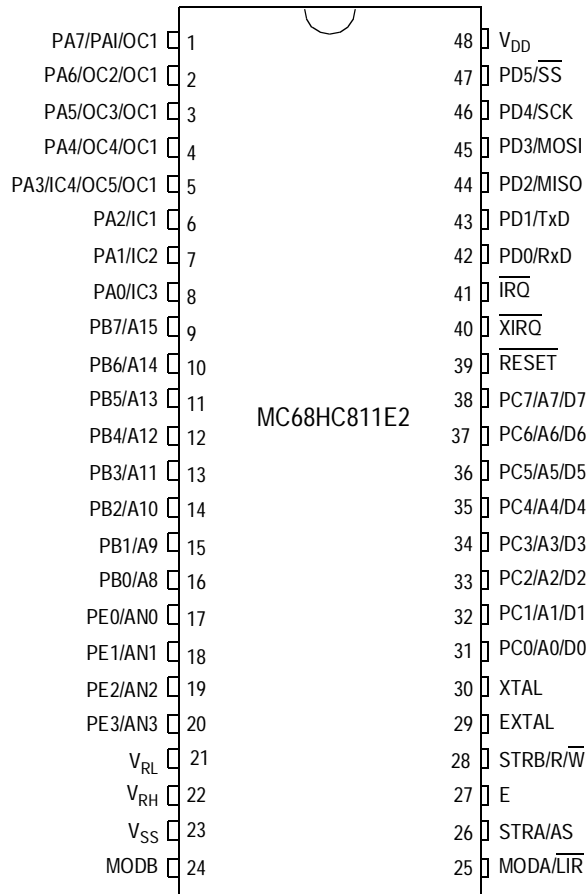 PA7/PAI/OC1 1 48 VDD
PA6/OC2/OC1 2 47 PD5/S̅S̅
PA5/OC3/OC1 3 46 PD4/SCK
PA4/OC4/OC1 4 45 PD3/MOSI
PA3/IC4/OC5/OC1 5 44 PD2/MISO
PA2/IC1 6 43 PD1/TxD
PA1/IC2 7 42 PD0/RxD
PA0/IC3 8 41 I̅R̅Q̅
PB7/A15 9 40 X̅I̅R̅Q̅
PB6/A14 10 39 R̅E̅S̅E̅T̅
PB5/A13 11 38 PC7/A7/D7
MC68HC811E2
PB4/A12 12 37 PC6/A6/D6
PB3/A11 13 36 PC5/A5/D5
PB2/A10 14 35 PC4/A4/D4
PB1/A9 15 34 PC3/A3/D3
PB0/A8 16 33 PC2/A2/D2
PE0/AN0 17 32 PC1/A1/D1
PE1/AN1 18 31 PC0/A0/D0
PE2/AN2 19 30 XTAL
PE3/AN3 20 29 EXTAL
VRL 21 28 STRB/R/W̅
VRH 22 27 E
VSS 23 26 STRA/AS
MODB 24 25 MODA/L̅I̅R̅